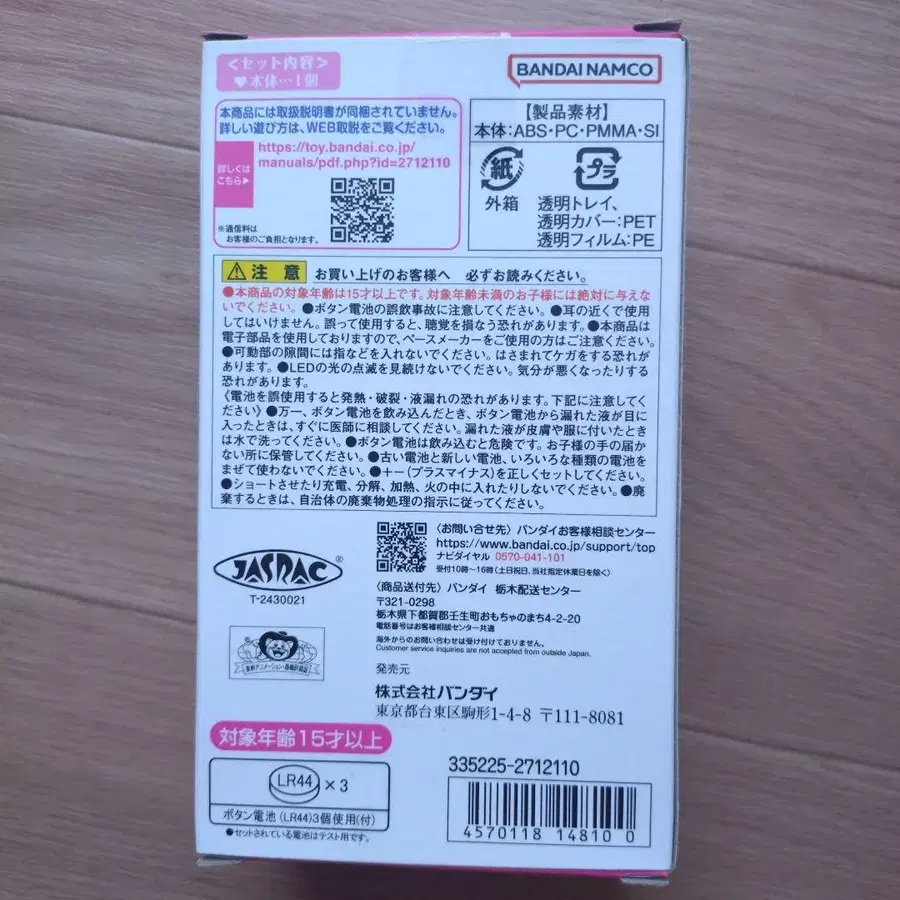 <セット内容>
♥本体…1個
BANDAI NAMCO
本商品には取扱説明書が同梱されていません。
詳しい遊び方は、WEB取説をご覧ください。
詳しくは
こちら▶
https://toy.bandai.co.jp/
manuals/pdf.php?id=2712110
※通信料は
お客様のご負担となります。
【製品素材】
本体:ABS・PC・PMMA・SI
紙
プラ
外箱
透明トレイ、
透明カバー:PET
透明フィルム:PE
注意 お買い上げのお客様へ 必ずお読みください。
●本商品の対象年齢は15才以上です。対象年齢未満のお子様には絶対に与えな
いでください。●ボタン電池の誤飲事故に注意してください。●耳の近くで使用
してはいけません。誤って使用すると、聴覚を損なう恐れがあります。●本商品は
電子部品を使用しておりますので、ペースメーカーをご使用の方はご注意ください。
●可動部の隙間には指などを入れないでください。はさまれてケガをする恐れが
あります。●LEDの光の点滅を見続けないでください。気分が悪くなったりする
恐れがあります。
《電池を誤使用すると発熱・破裂・液漏れの恐れがあります。下記に注意してく
ださい》●万一、ボタン電池を飲み込んだとき、ボタン電池から漏れた液が目に
入ったときは、すぐに医師に相談してください。漏れた液が皮膚や服に付いたとき
は水で洗ってください。●ボタン電池は飲み込むと危険です。お子様の手の届か
ない所に保管してください。●古い電池と新しい電池、いろいろな種類の電池を
まぜて使わないでください。●+-(プラスマイナス)を正しくセットしてください。
●ショートさせたり充電、分解、加熱、火の中に入れたりしないでください。●廃
棄するときは、自治体の廃棄物処理の指示に従ってください。
〈お問い合せ先〉バンダイお客様相談センター
https://www.bandai.co.jp/support/top
ナビダイヤル 0570-041-101
受付10時~16時(土日祝日、当社指定休業日を除く)
JASRAC®
T-2430021
〈商品送付先〉バンダイ 栃木配送センター
〒321-0298
栃木県下都賀郡壬生町おもちゃのまち4-2-20
電話番号はお客様相談センター共通
海外からのお問い合わせは受け付けておりません。
Customer service inquiries are not accepted from outside Japan.
発売元
株式会社バンダイ
東京都台東区駒形1-4-8 〒111-8081
対象年齢15才以上
LR44 ×3
ボタン電池(LR44)3個使用(付)
●セットされている電池はテスト用です。
335225-2712110
4570118 14810 0